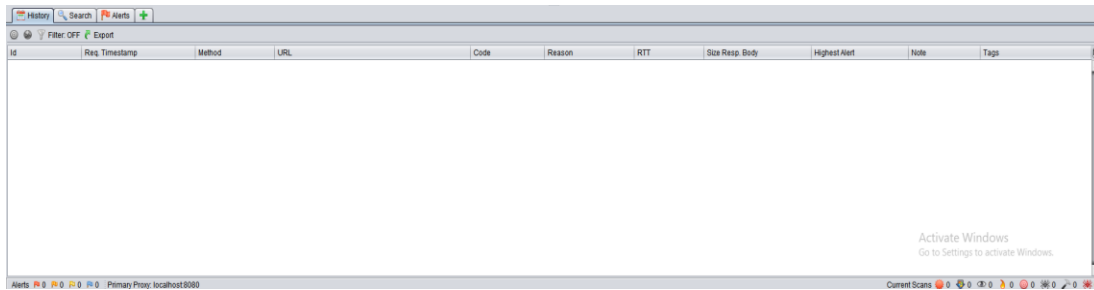 History Search Alerts
Filter: OFF Export
Id Req. Timestamp Method URL Code Reason RTT Size Resp. Body Highest Alert Note Tags
Activate Windows
Go to Settings to activate Windows.
Alerts 0 0 0 0 Primary Proxy: localhost:8080 Current Scans 0 0 0 0 0 0 0